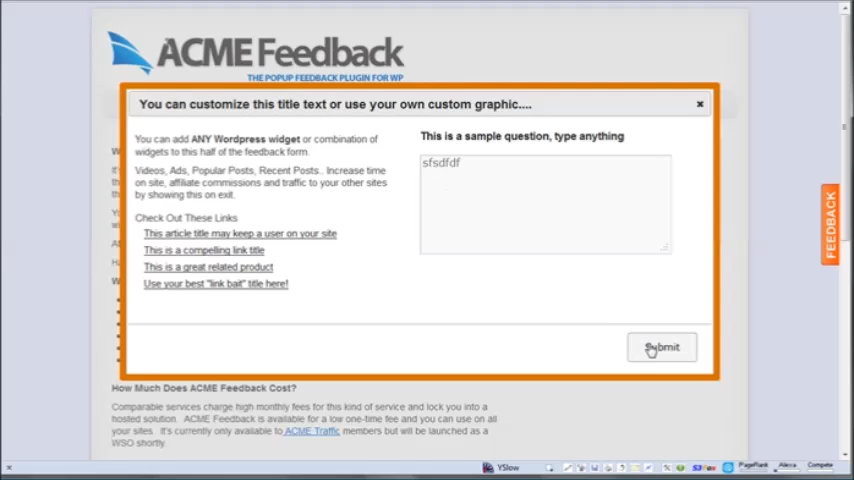 ACME Feedback
THE POPUP FEEDBACK PLUGIN FOR WP
You can customize this title text or use your own custom graphic....
You can add ANY Wordpress widget or combination of
widgets to this half of the feedback form.
Videos, Ads, Popular Posts, Recent Posts.. Increase time
on site, affiliate commissions and traffic to your other sites
by showing this on exit.
Check Out These Links
This article title may keep a user on your site
This is a compelling link title
This is a great related product
Use your best "link bait" title here!
This is a sample question, type anything
sfsdfdf
Submit
FEEDBACK
How Much Does ACME Feedback Cost?
Comparable services charge high monthly fees for this kind of service and lock you into a
hosted solution. ACME Feedback is available for a low one-time fee and you can use on
all your sites. It's currently only available to ACME Traffic members but will be launched as a
WSO shortly.
YSlow
S3Fox
PageRank
Alexa
Compete